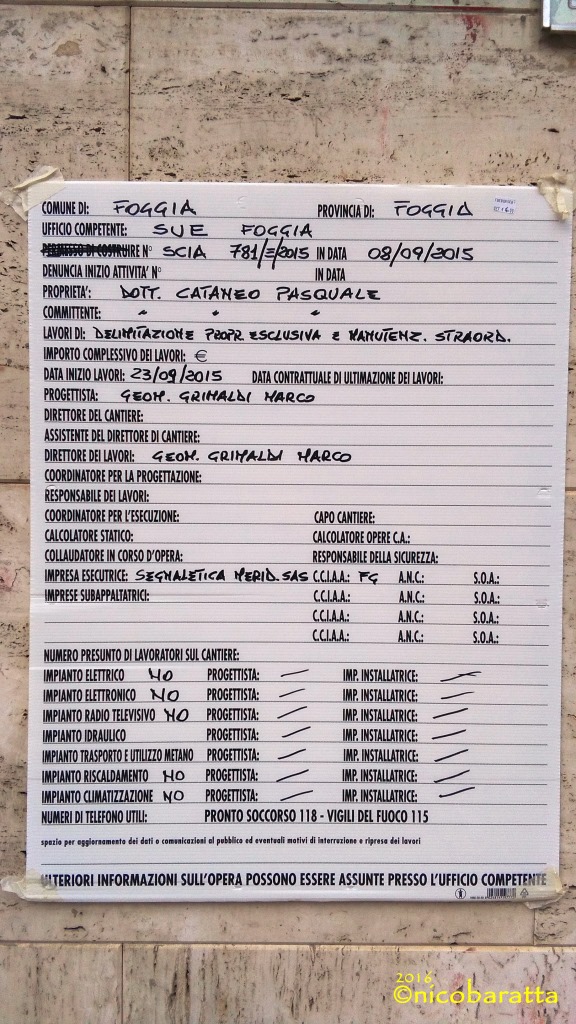 COMUNE DI: FOGGIA PROVINCIA DI: FOGGIA
UFFICIO COMPETENTE: SUE FOGGIA
PERMESSO DI COSTRUIRE N° SCIA 781/E/2015 IN DATA 08/09/2015
DENUNCIA INIZIO ATTIVITA' N° IN DATA
PROPRIETA': DOTT. CATANEO PASQUALE
COMMITTENTE: " " "
LAVORI DI: DELIMITAZIONE PROPR. ESCLUSIVA E MANUTENZ. STRAORD.
IMPORTO COMPLESSIVO DEI LAVORI: €
DATA INIZIO LAVORI: 23/09/2015 DATA CONTRATTUALE DI ULTIMAZIONE DEI LAVORI:
PROGETTISTA: GEOM. GRIMALDI MARCO
DIRETTORE DEL CANTIERE:
ASSISTENTE DEL DIRETTORE DI CANTIERE:
DIRETTORE DEI LAVORI: GEOM. GRIMALDI MARCO
COORDINATORE PER LA PROGETTAZIONE:
RESPONSABILE DEI LAVORI:
COORDINATORE PER L'ESECUZIONE: CAPO CANTIERE:
CALCOLATORE STATICO: CALCOLATORE OPERE C.A.:
COLLAUDATORE IN CORSO D'OPERA: RESPONSABILE DELLA SICUREZZA:
IMPRESA ESECUTRICE: SEGNALETICA MERID. SAS C.C.I.A.A.: FG A.N.C.: S.O.A.:
IMPRESE SUBAPPALTATRICI: C.C.I.A.A.: A.N.C.: S.O.A.:
C.C.I.A.A.: A.N.C.: S.O.A.:
C.C.I.A.A.: A.N.C.: S.O.A.:
NUMERO PRESUNTO DI LAVORATORI SUL CANTIERE:
IMPIANTO ELETTRICO NO PROGETTISTA: — IMP. INSTALLATRICE: —
IMPIANTO ELETRONICO NO PROGETTISTA: — IMP. INSTALLATRICE: —
IMPIANTO RADIO TELEVISIVO NO PROGETTISTA: — IMP. INSTALLATRICE: —
IMPIANTO IDRAULICO PROGETTISTA: — IMP. INSTALLATRICE: —
IMPIANTO TRASPORTO E UTILIZZO METANO PROGETTISTA: — IMP. INSTALLATRICE: —
IMPIANTO RISCALDAMENTO NO PROGETTISTA: — IMP. INSTALLATRICE: —
IMPIANTO CLIMATIZZAZIONE NO PROGETTISTA: — IMP. INSTALLATRICE: —
NUMERI DI TELEFONO UTILI: PRONTO SOCCORSO 118 - VIGILI DEL FUOCO 115
spazio per aggiornamento dei dati o comunicazioni al pubblico ed eventuali motivi di interruzione e ripresa dei lavori
ULTERIORI INFORMAZIONI SULL'OPERA POSSONO ESSERE ASSUNTE PRESSO L'UFFICIO COMPETENTE
2016
©nicobaratta